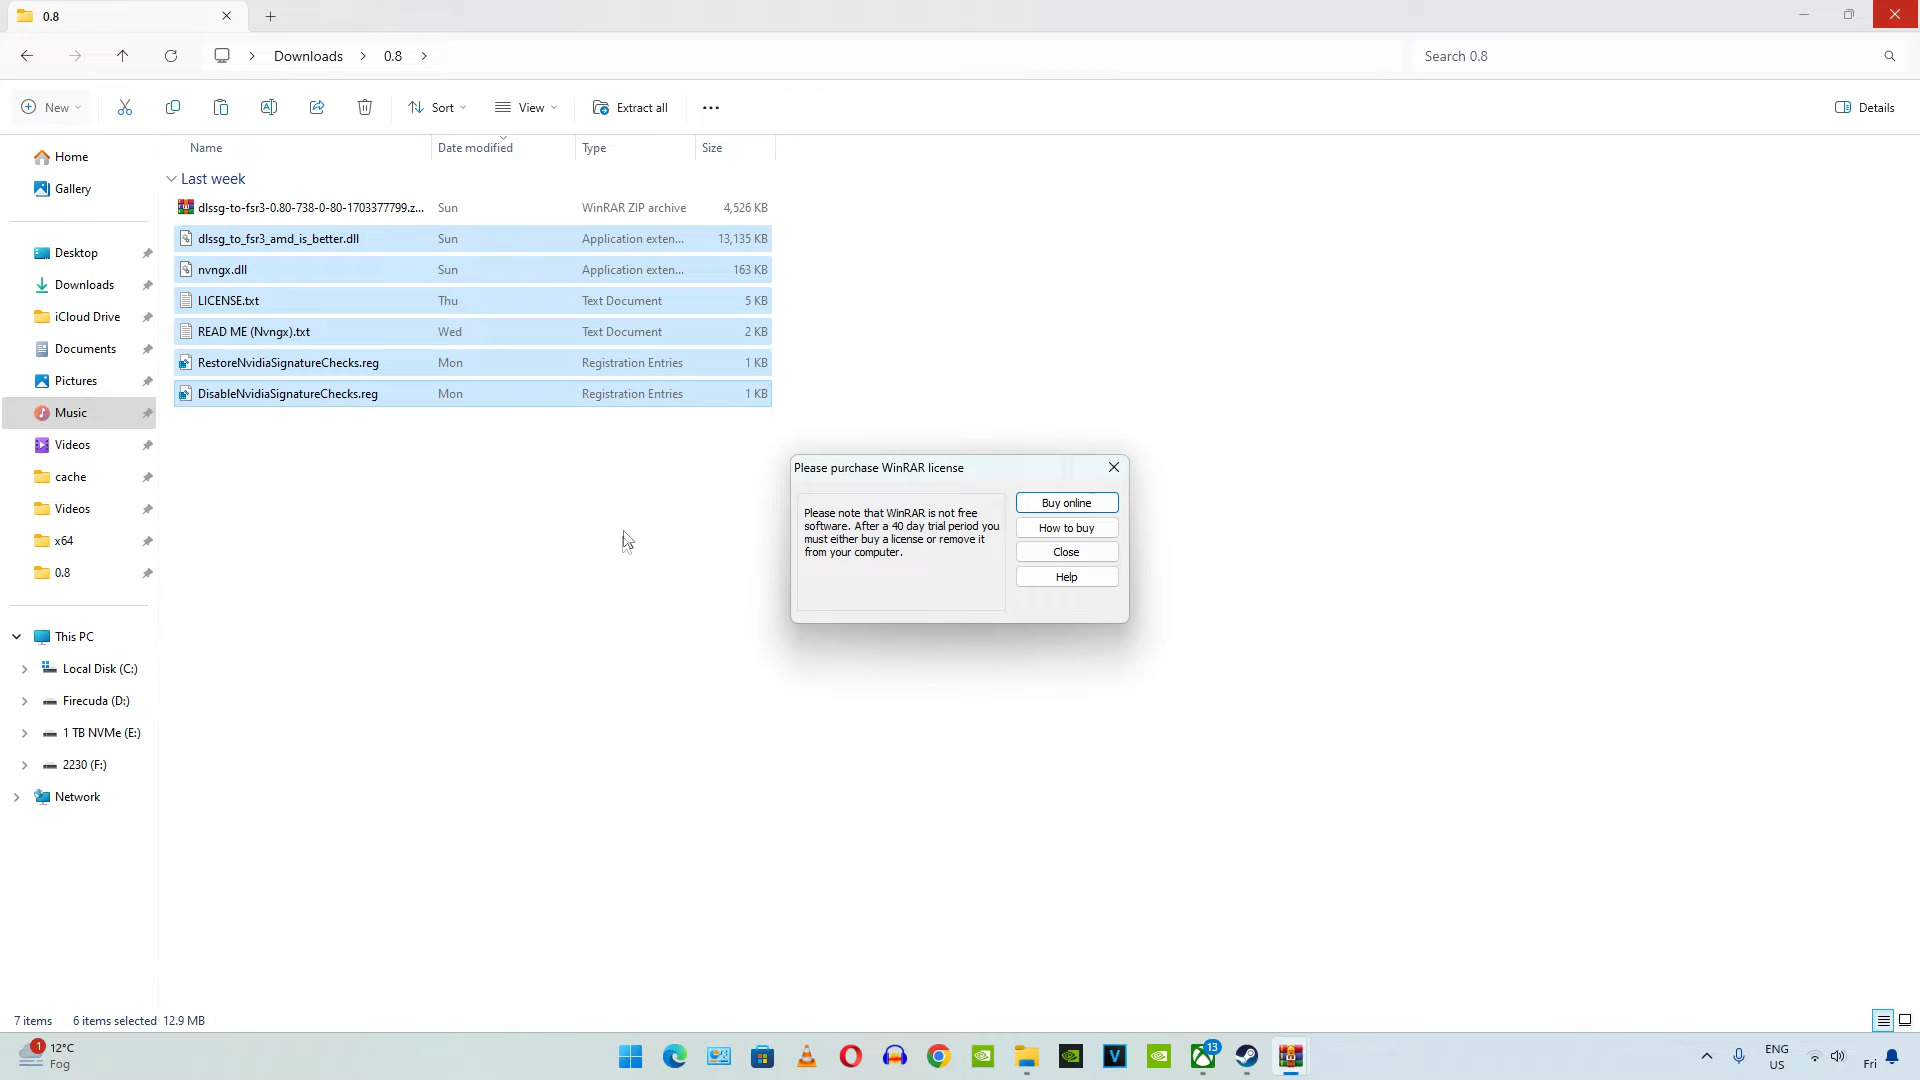 0.8
Downloads
0.8
Search 0.8
New
Sort
View
Extract all
Details
Name
Date modified
Type
Size
Last week
dlssg-to-fsr3-0.80-738-0-80-1703377799.z... Sun WinRAR ZIP archive 4,526 KB
dlssg_to_fsr3_amd_is_better.dll Sun Application exten... 13,135 KB
nvngx.dll Sun Application exten... 163 KB
LICENSE.txt Thu Text Document 5 KB
READ ME (Nvngx).txt Wed Text Document 2 KB
RestoreNvidiaSignatureChecks.reg Mon Registration Entries 1 KB
DisableNvidiaSignatureChecks.reg Mon Registration Entries 1 KB
Home
Gallery
Desktop
Downloads
iCloud Drive
Documents
Pictures
Music
Videos
cache
Videos
x64
0.8
This PC
Local Disk (C:)
Firecuda (D:)
1 TB NVMe (E:)
2230 (F:)
Network
Please purchase WinRAR license
Please note that WinRAR is not free
software. After a 40 day trial period you
must either buy a license or remove it
from your computer.
Buy online
How to buy
Close
Help
7 items
6 items selected 12.9 MB
1
12°C
Fog
V
13
ENG
US
Fri